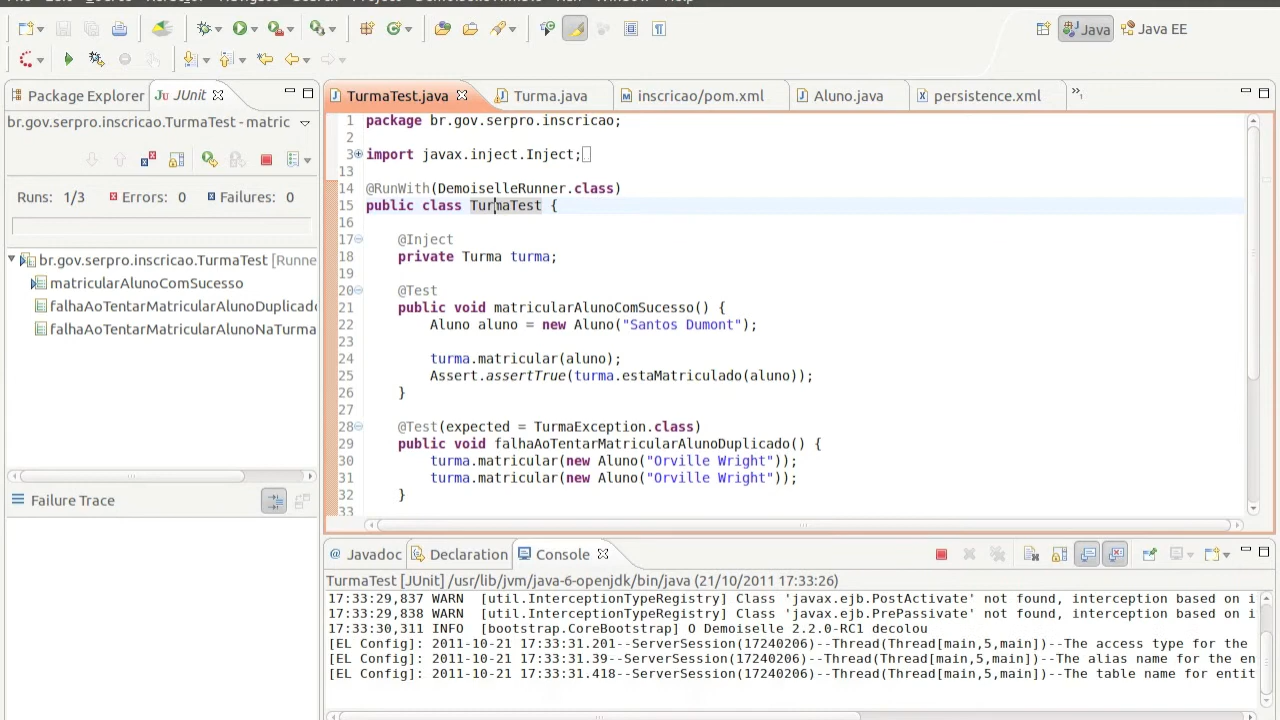 Java
Java EE
Package Explorer
JUnit
TurmaTest.java
Turma.java
inscricao/pom.xml
Aluno.java
persistence.xml
»1
br.gov.serpro.inscricao.TurmaTest - matric
Runs: 1/3
Errors: 0
Failures: 0
br.gov.serpro.inscricao.TurmaTest [Runne
matricularAlunoComSucesso
falhaAoTentarMatricularAlunoDuplicado
falhaAoTentarMatricularAlunoNaTurma
Failure Trace
1 package br.gov.serpro.inscricao;
2
3 import javax.inject.Inject;
13
14 @RunWith(DemoiselleRunner.class)
15 public class TurmaTest {
16
17 @Inject
18 private Turma turma;
19
20 @Test
21 public void matricularAlunoComSucesso() {
22 Aluno aluno = new Aluno("Santos Dumont");
23
24 turma.matricular(aluno);
25 Assert.assertTrue(turma.estaMatriculado(aluno));
26 }
27
28 @Test(expected = TurmaException.class)
29 public void falhaAoTentarMatricularAlunoDuplicado() {
30 turma.matricular(new Aluno("Orville Wright"));
31 turma.matricular(new Aluno("Orville Wright"));
32 }
33
@ Javadoc
Declaration
Console
TurmaTest [JUnit] /usr/lib/jvm/java-6-openjdk/bin/java (21/10/2011 17:33:26)
17:33:29,837 WARN [util.InterceptionTypeRegistry] Class 'javax.ejb.PostActivate' not found, interception based on i
17:33:29,838 WARN [util.InterceptionTypeRegistry] Class 'javax.ejb.PrePassivate' not found, interception based on i
17:33:30,311 INFO [bootstrap.CoreBootstrap] O Demoiselle 2.2.0-RC1 decolou
[EL Config]: 2011-10-21 17:33:31.201--ServerSession(17240206)--Thread(Thread[main,5,main])--The access type for the
[EL Config]: 2011-10-21 17:33:31.39--ServerSession(17240206)--Thread(Thread[main,5,main])--The alias name for the en
[EL Config]: 2011-10-21 17:33:31.418--ServerSession(17240206)--Thread(Thread[main,5,main])--The table name for entit